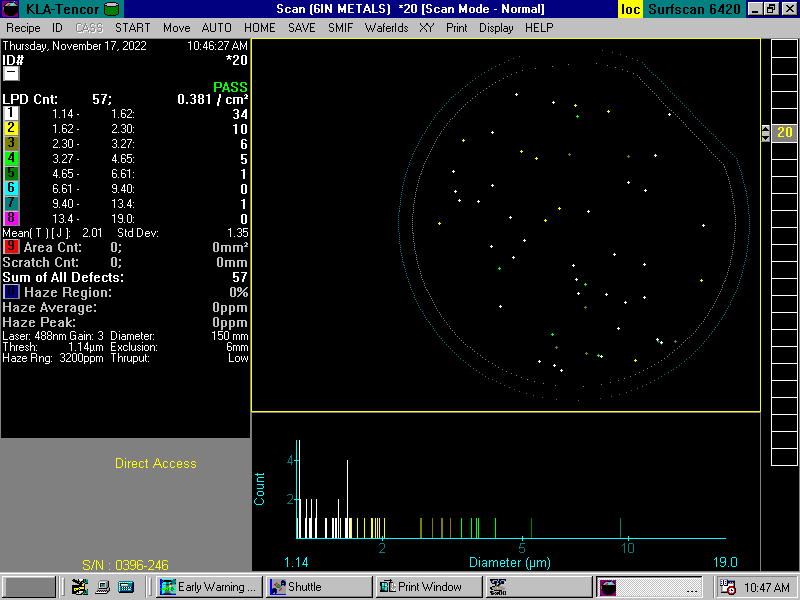 KLA-Tencor Scan (6IN METALS) *20 [Scan Mode - Normal] loc Surfscan 6420
Recipe ID CASS START Move AUTO HOME SAVE SMIF WaferIds XY Print Display HELP
Thursday, November 17, 2022 10:46:27 AM
ID# *20
PASS
LPD Cnt: 57; 0.381 / cm²
1 1.14 - 1.62: 34
2 1.62 - 2.30: 10
3 2.30 - 3.27: 6
4 3.27 - 4.65: 5
5 4.65 - 6.61: 1
6 6.61 - 9.40: 0
7 9.40 - 13.4: 1
8 13.4 - 19.0: 0
Mean( T ) [ J ]: 2.01 Std Dev: 1.35
9 Area Cnt: 0; 0mm²
Scratch Cnt: 0; 0mm
Sum of All Defects: 57
Haze Region: 0%
Haze Average: 0ppm
Haze Peak: 0ppm
Laser: 488nm Gain: 3 Diameter: 150 mm
Thresh: 1.14µm Exclusion: 6mm
Haze Rng: 3200ppm Thruput: Low
20
Direct Access
S/N : 0396-246
Count
4
2
2 5 10
1.14 Diameter (µm) 19.0
Early Warning ... Shuttle Print Window ... 10:47 AM